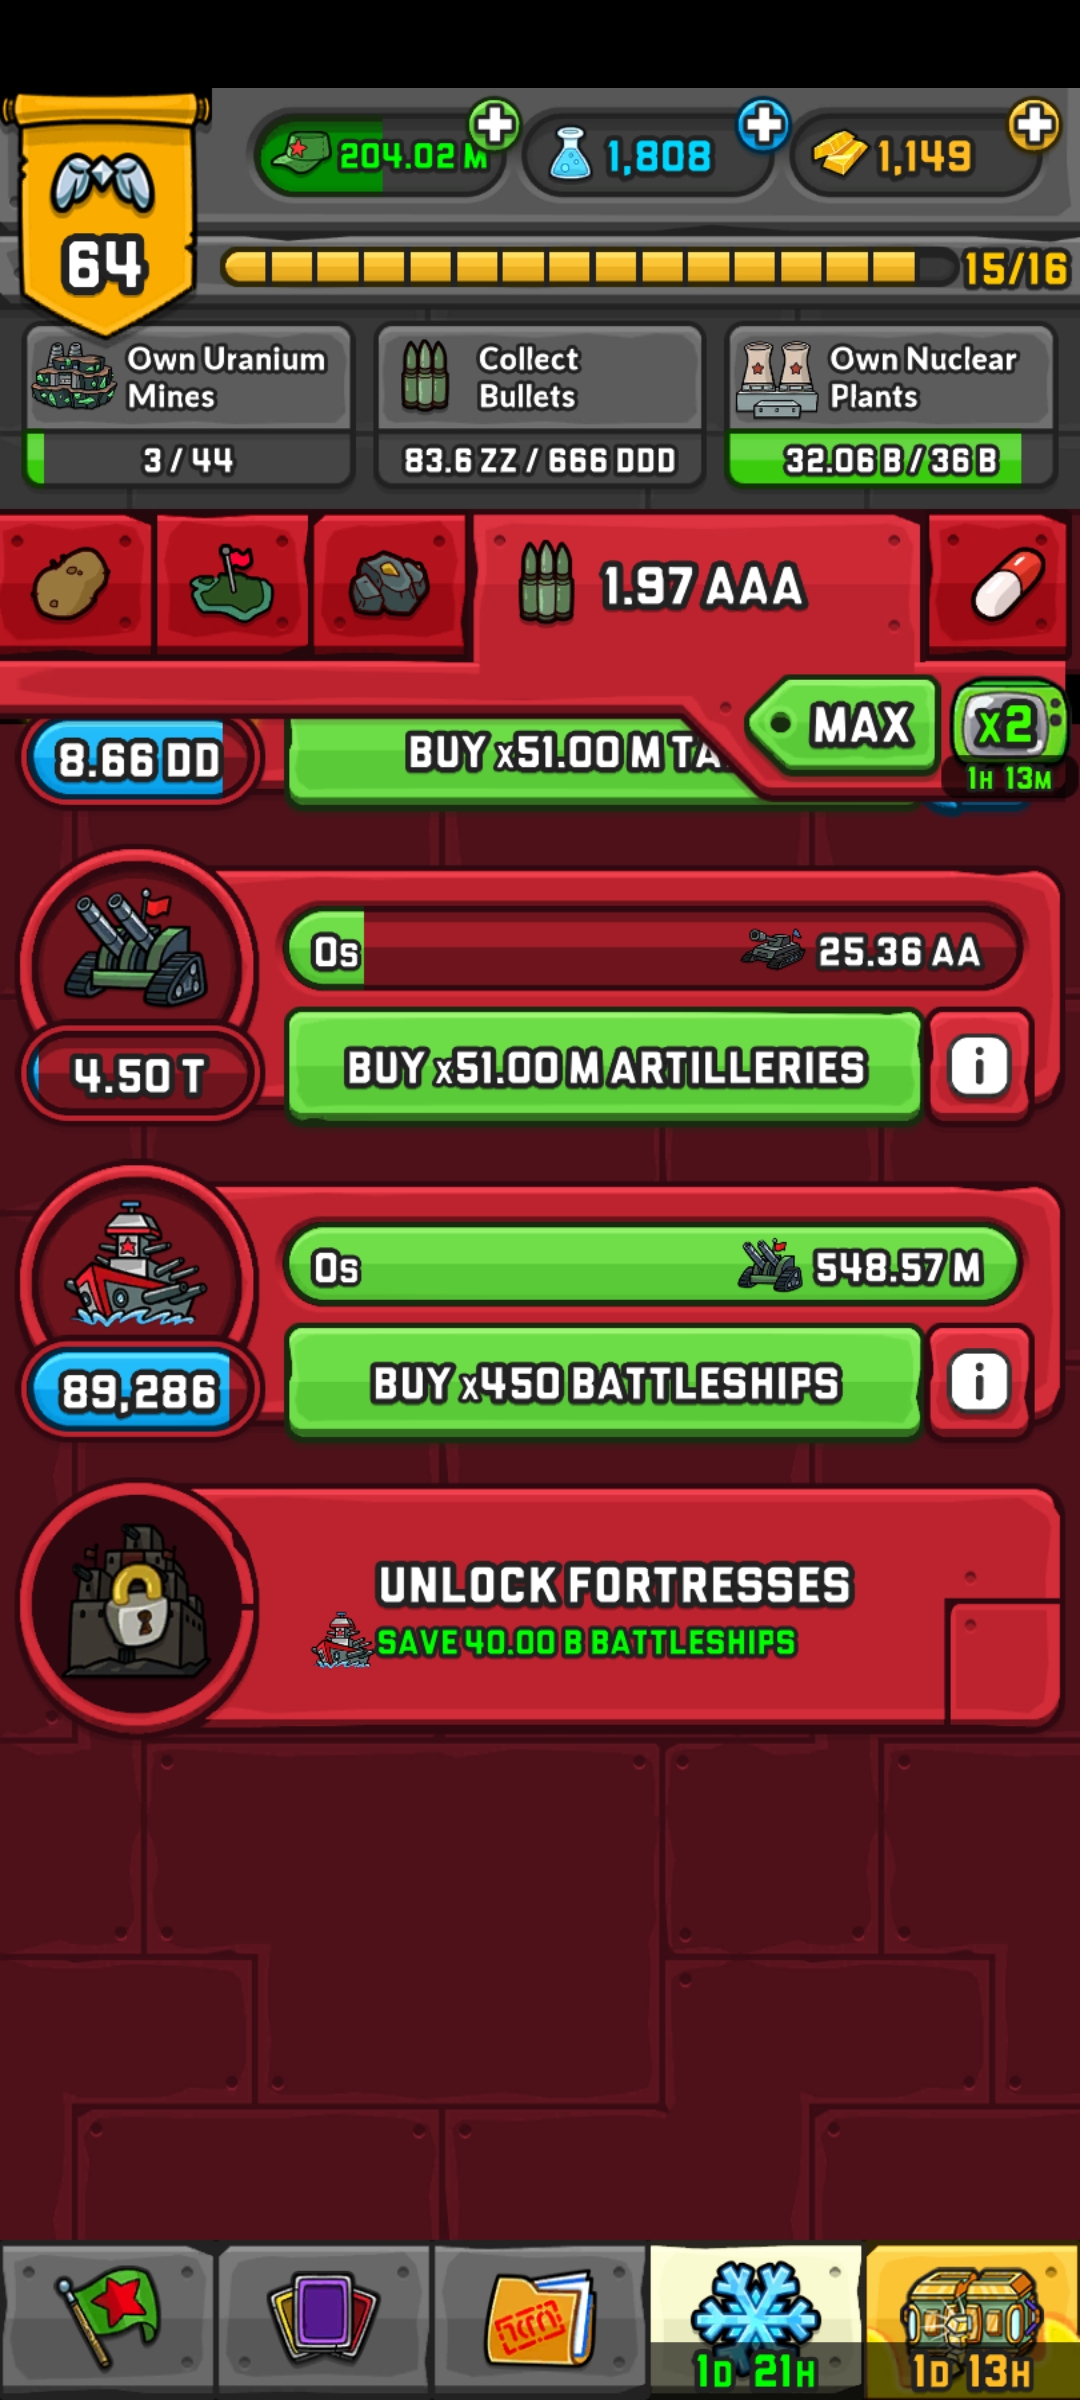 204.02 M
1,808
1,149
64
15/16
Own Uranium
Mines
3 / 44
Collect
Bullets
83.6 ZZ / 666 DDD
Own Nuclear
Plants
32.06 B / 36 B
1.97 AAA
MAX
x2
1H 13M
8.66 DD
BUY x51.00 M TA
0s
25.36 AA
4.50 T
BUY x51.00 M ARTILLERIES
i
0s
548.57 M
89,286
BUY x450 BATTLESHIPS
i
UNLOCK FORTRESSES
SAVE 40.00 B BATTLESHIPS
1D 21H
1D 13H